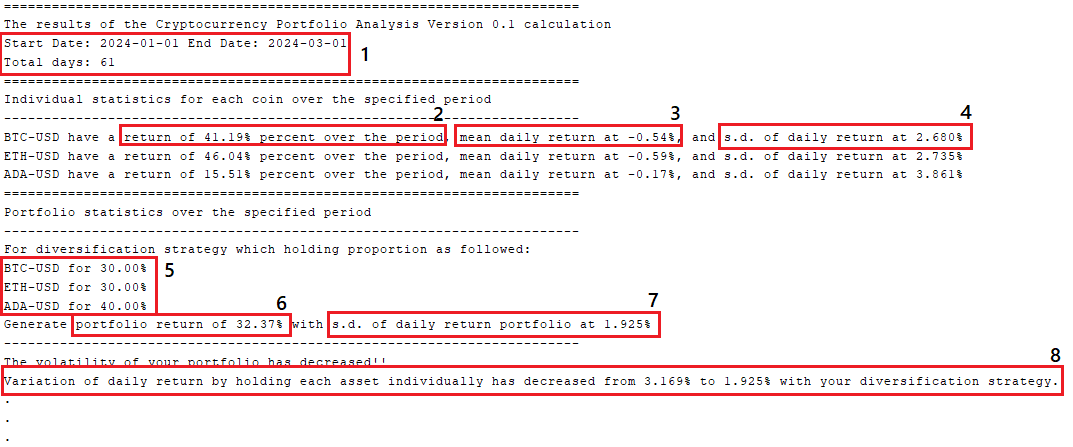 ========================================================================
The results of the Cryptocurrency Portfolio Analysis Version 0.1 calculation
Start Date: 2024-01-01 End Date: 2024-03-01
Total days: 61
1
========================================================================
Individual statistics for each coin over the specified period
------------------------------------------------------------------------
2 3 4
BTC-USD have a return of 41.19% percent over the period, mean daily return at -0.54%, and s.d. of daily return at 2.680%
ETH-USD have a return of 46.04% percent over the period, mean daily return at -0.59%, and s.d. of daily return at 2.735%
ADA-USD have a return of 15.51% percent over the period, mean daily return at -0.17%, and s.d. of daily return at 3.861%
========================================================================
Portfolio statistics over the specified period
------------------------------------------------------------------------
For diversification strategy which holding proportion as followed:
BTC-USD for 30.00%
5
ETH-USD for 30.00%
ADA-USD for 40.00%
6 7
Generate portfolio return of 32.37% with s.d. of daily return portfolio at 1.925%
------------------------------------------------------------------------
The volatility of your portfolio has decreased!!
8
Variation of daily return by holding each asset individually has decreased from 3.169% to 1.925% with your diversification strategy.
.
.
.